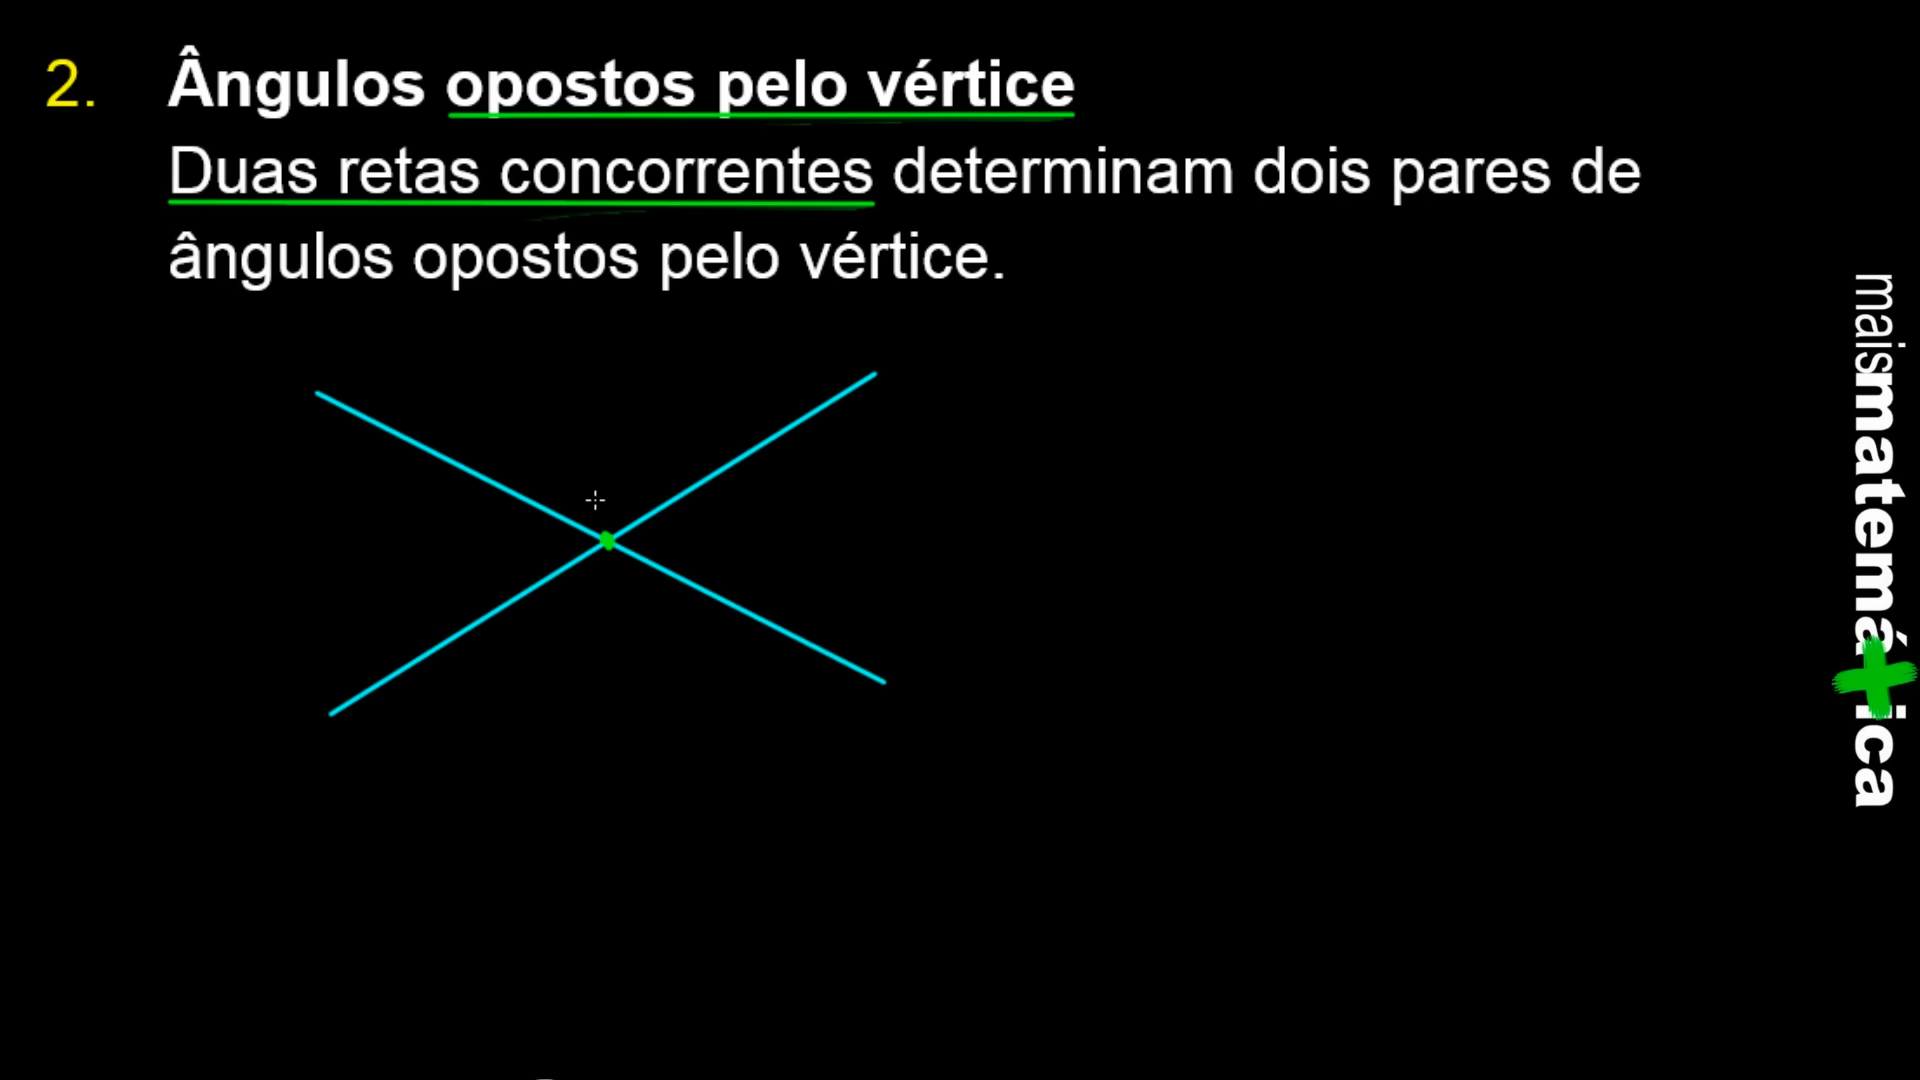 2. Ângulos opostos pelo vértice
Duas retas concorrentes determinam dois pares de
ângulos opostos pelo vértice.
maismatemática